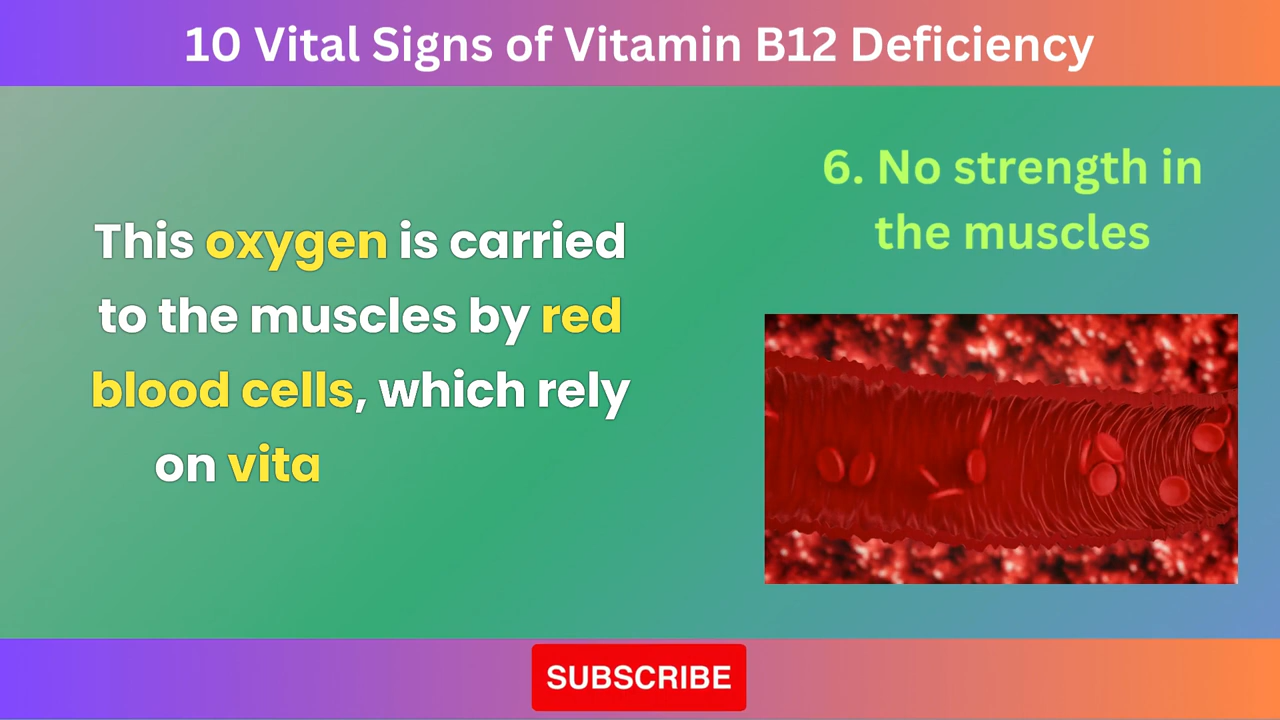 10 Vital Signs of Vitamin B12 Deficiency
6. No strength in
the muscles
This oxygen is carried
to the muscles by red
blood cells, which rely
on vita
SUBSCRIBE